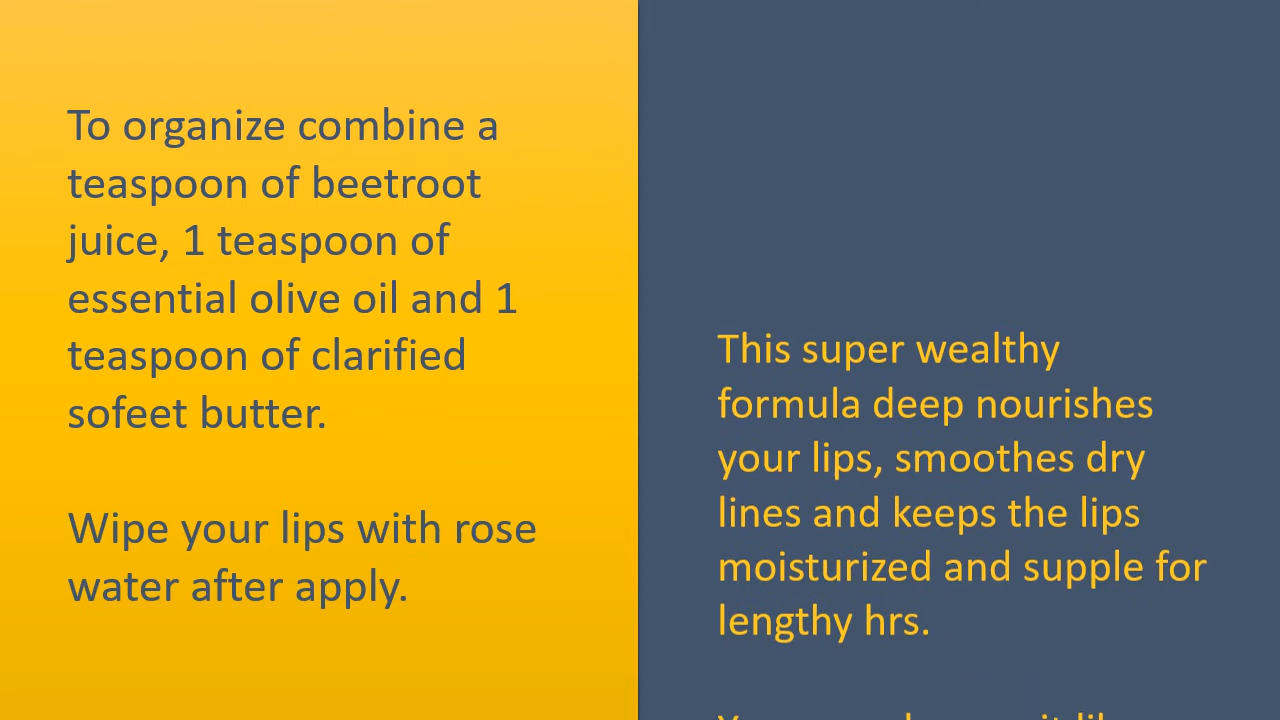 To organize combine a
teaspoon of beetroot
juice, 1 teaspoon of
essential olive oil and 1
teaspoon of clarified
sofeet butter.
Wipe your lips with rose
water after apply.
This super wealthy
formula deep nourishes
your lips, smoothes dry
lines and keeps the lips
moisturized and supple for
lengthy hrs.